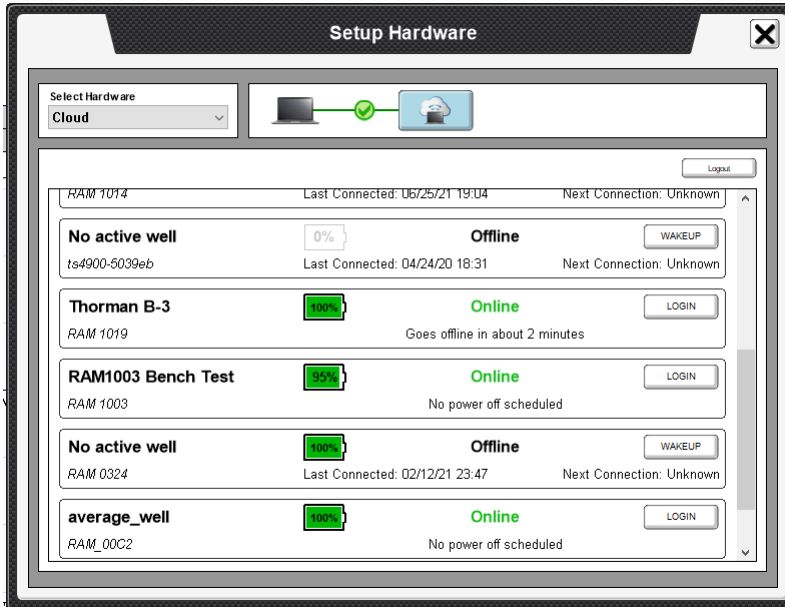 Setup Hardware
Select Hardware
Cloud
Logout
RAM 1014 Last Connected: 06/25/21 19:04 Next Connection: Unknown
No active well 0% Offline WAKEUP
ts4900-5039eb Last Connected: 04/24/20 18:31 Next Connection: Unknown
Thorman B-3 100% Online LOGIN
RAM 1019 Goes offline in about 2 minutes
RAM1003 Bench Test 95% Online LOGIN
RAM 1003 No power off scheduled
No active well 100% Offline WAKEUP
RAM 0324 Last Connected: 02/12/21 23:47 Next Connection: Unknown
average_well 100% Online LOGIN
RAM_00C2 No power off scheduled